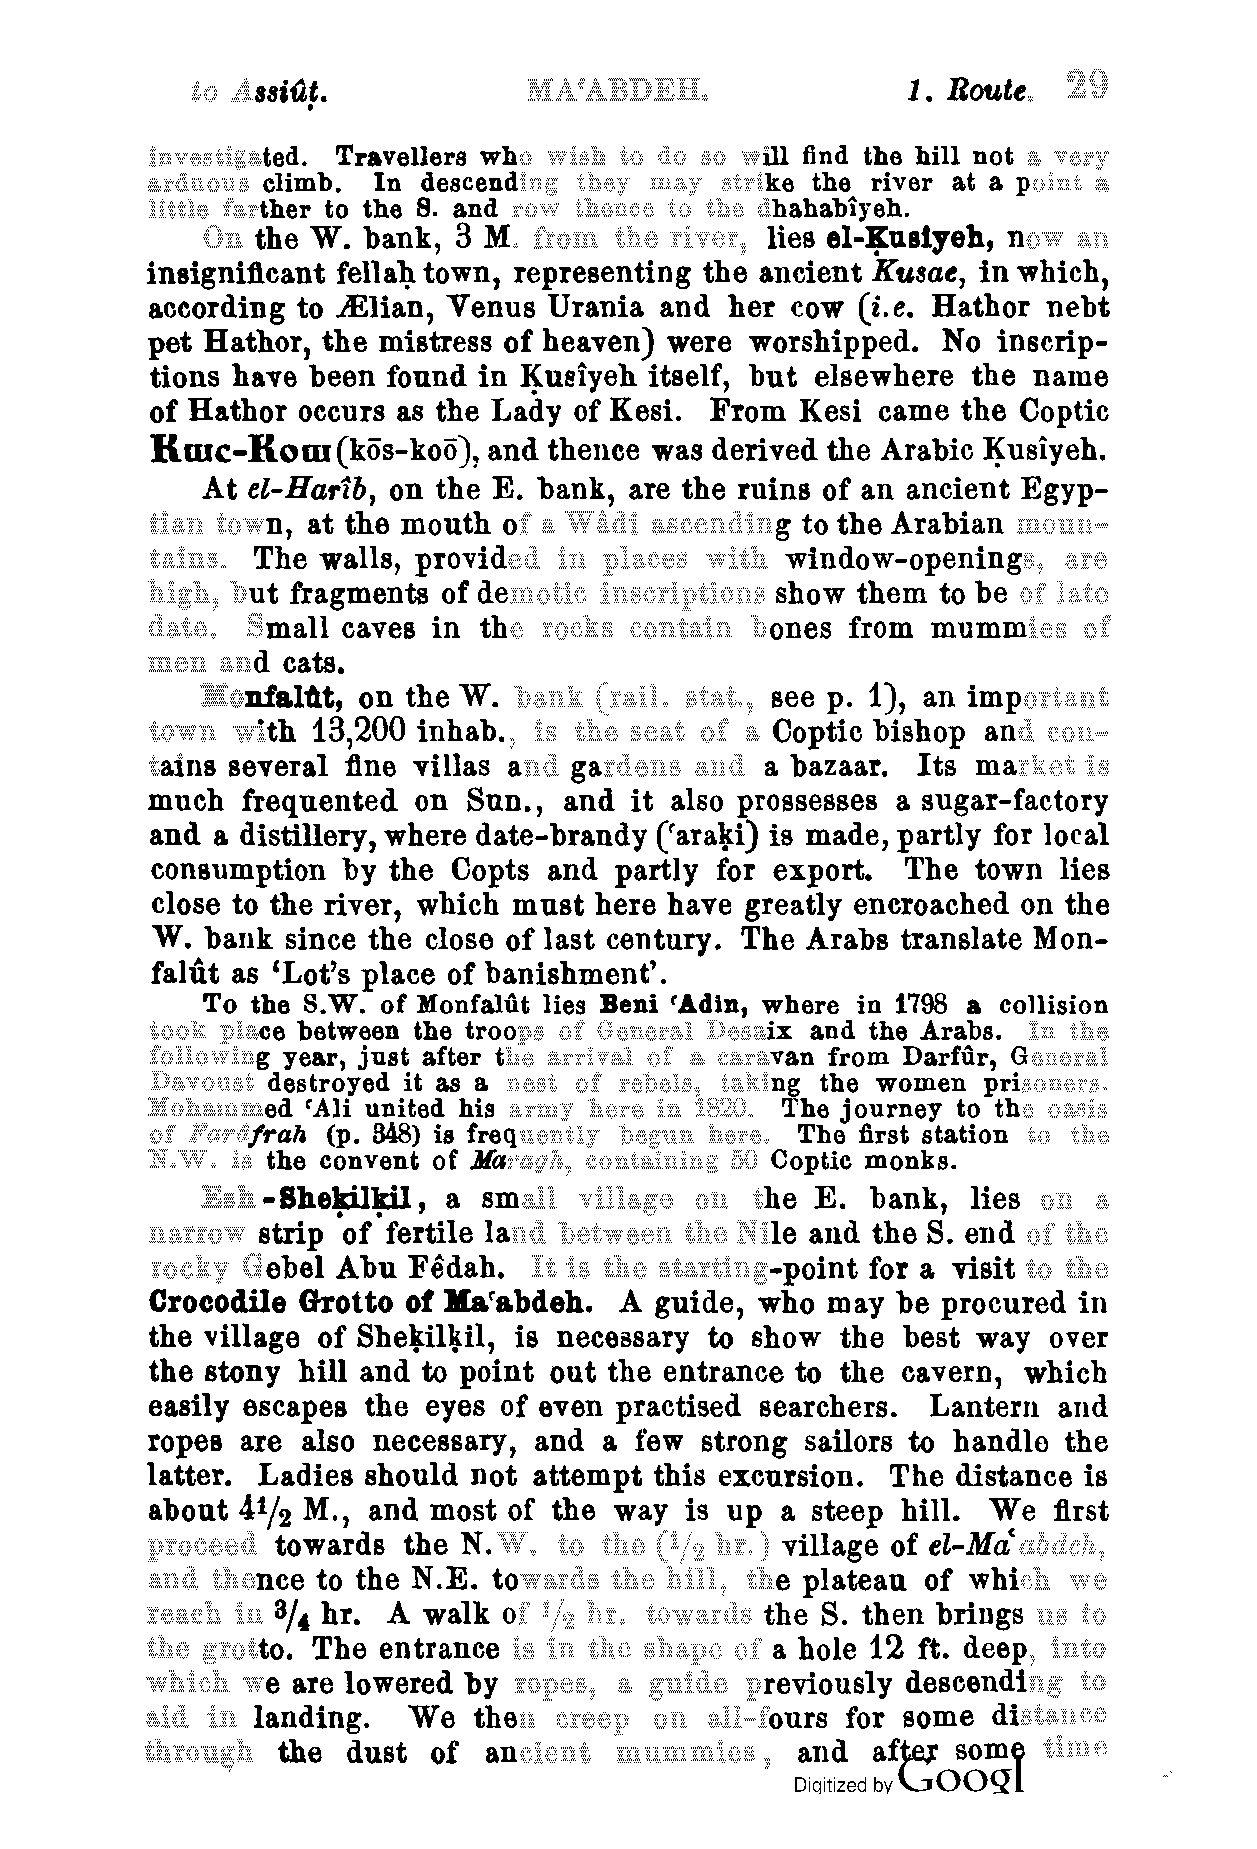 to Assiûṭ. MA'ABDEH. 1. Route. 29
investigated. Travellers who wish to do so will find the hill not a very
arduous climb. In descending they may strike the river at a point a
little farther to the S. and row thence to the dhahabîyeh.
On the W. bank, 3 M. from the river, lies el-Ḳusîyeh, now an
insignificant fellaḥ town, representing the ancient Kusae, in which,
according to Ælian, Venus Urania and her cow (i.e. Hathor nebt
pet Hathor, the mistress of heaven) were worshipped. No inscrip-
tions have been found in Ḳusîyeh itself, but elsewhere the name
of Hathor occurs as the Lady of Kesi. From Kesi came the Coptic
Ⲕⲱⲥ-Ⲕⲟⲱ (kōs-koō), and thence was derived the Arabic Ḳusîyeh.
At el-Harîb, on the E. bank, are the ruins of an ancient Egyp-
tian town, at the mouth of a Wâdi ascending to the Arabian moun-
tains. The walls, provided in places with window-openings, are
high, but fragments of demotic inscriptions show them to be of late
date. Small caves in the rocks contain bones from mummies of
men and cats.
Monfalût, on the W. bank (rail. stat., see p. 1), an important
town with 13,200 inhab., is the seat of a Coptic bishop and con-
tains several fine villas and gardens and a bazaar. Its market is
much frequented on Sun., and it also prossesses a sugar-factory
and a distillery, where date-brandy ('araḳi) is made, partly for local
consumption by the Copts and partly for export. The town lies
close to the river, which must here have greatly encroached on the
W. bank since the close of last century. The Arabs translate Mon-
falût as 'Lot's place of banishment'.
To the S.W. of Monfalût lies Beni 'Adin, where in 1798 a collision
took place between the troops of General Desaix and the Arabs. In the
following year, just after the arrival of a caravan from Darfûr, General
Davoust destroyed it as a nest of rebels, taking the women prisoners.
Mohammed 'Ali united his army here in 1820. The journey to the oasis
of Farâfrah (p. 348) is frequently begun here. The first station to the
N.W. is the convent of Maragh, containing 50 Coptic monks.
Esh-Sheḳilḳil, a small village on the E. bank, lies on a
narrow strip of fertile land between the Nile and the S. end of the
rocky Gebel Abu Fêdah. It is the starting-point for a visit to the
Crocodile Grotto of Ma'abdeh. A guide, who may be procured in
the village of Sheḳilḳil, is necessary to show the best way over
the stony hill and to point out the entrance to the cavern, which
easily escapes the eyes of even practised searchers. Lantern and
ropes are also necessary, and a few strong sailors to handle the
latter. Ladies should not attempt this excursion. The distance is
about 4½ M., and most of the way is up a steep hill. We first
proceed towards the N.W. to the (½ hr.) village of el-Ma'abdeh,
and thence to the N.E. towards the hill, the plateau of which we
reach in ¾ hr. A walk of ½ hr. towards the S. then brings us to
the grotto. The entrance is in the shape of a hole 12 ft. deep, into
which we are lowered by ropes, a guide previously descending to
aid in landing. We then creep on all-fours for some distance
through the dust of ancient mummies, and after some time
Digitized by Googl